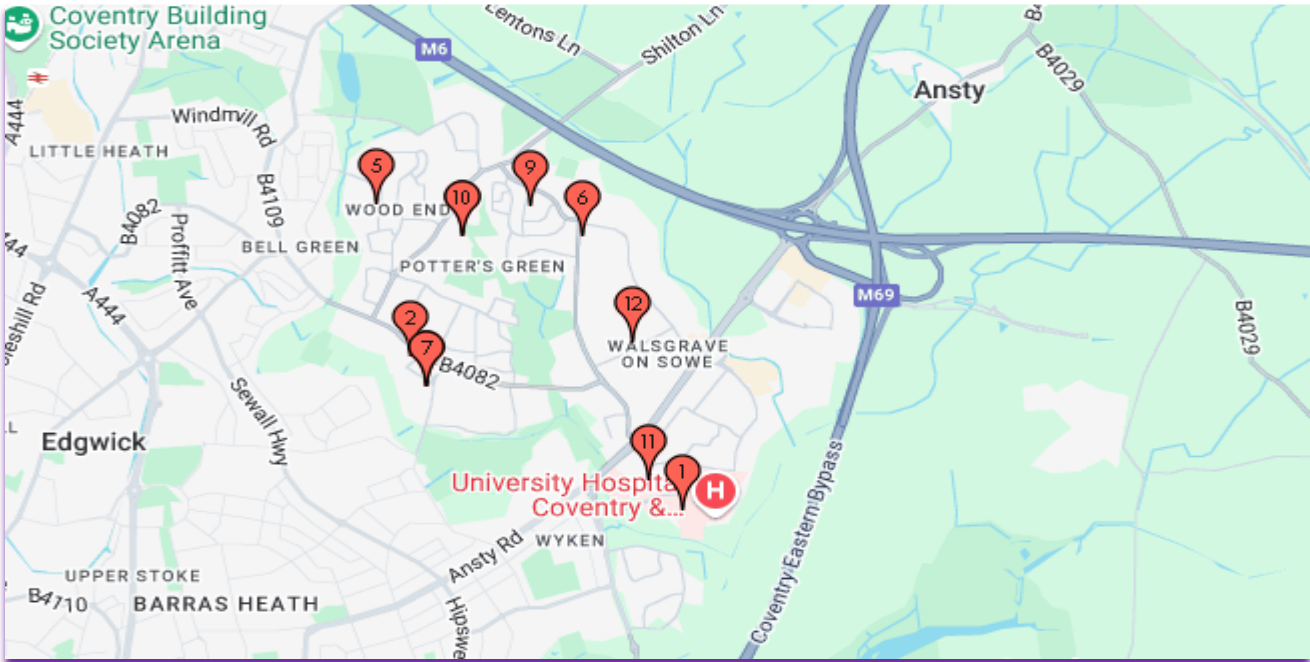 Coventry Building
Society Arena
Lentons Ln
Shilton Ln
M6
B4029
Ansty
A444
Windmill Rd
LITTLE HEATH
5
9
10
6
WOOD END
B4109
B4082
Proffitt Ave
BELL GREEN
POTTER'S GREEN
A444
M69
B4029
12
2
7
WALSGRAVE
ON SOWE
B4082
Sewall Hwy
Edgwick
11
1
H
University Hospital
Coventry &...
Coventry Eastern Bypass
WYKEN
Ansty Rd
UPPER STOKE
B4110
BARRAS HEATH